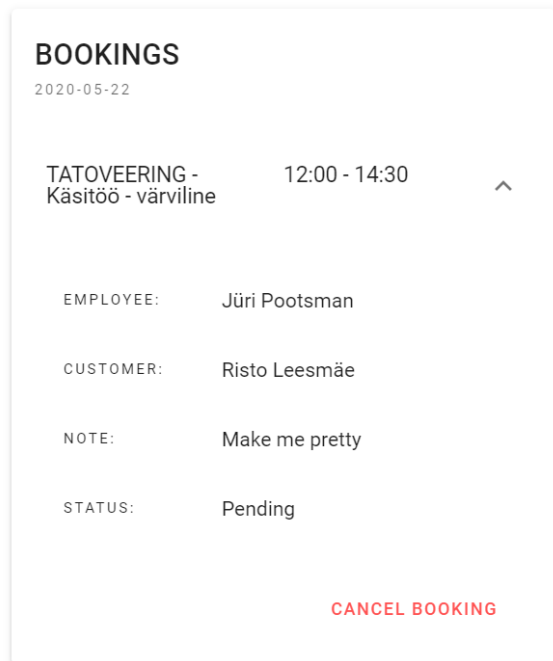 BOOKINGS
2020-05-22
TATOVEERING - 12:00 - 14:30
Käsitöö - värviline
EMPLOYEE: Jüri Pootsman
CUSTOMER: Risto Leesmäe
NOTE: Make me pretty
STATUS: Pending
CANCEL BOOKING